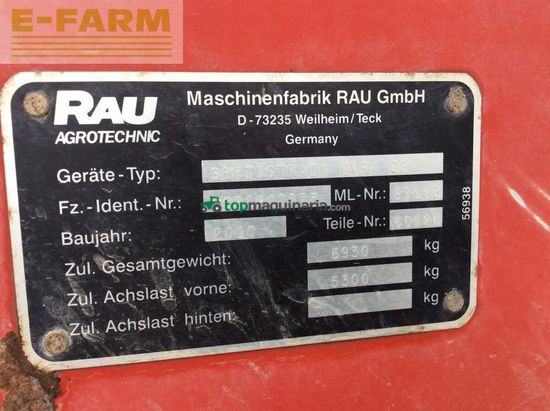 E-FARM
RAU
AGROTECHNIC
Maschinenfabrik RAU GmbH
D-73235 Weilheim/Teck
Germany
Geräte-Typ:
Fz.-Ident.-Nr.: ML-Nr.:
topmaquinaria.com
Baujahr: 2000 Teile-Nr.:
Zul. Gesamtgewicht: 6930 kg
Zul. Achslast vorne: 5300 kg
Zul. Achslast hinten: kg
56938